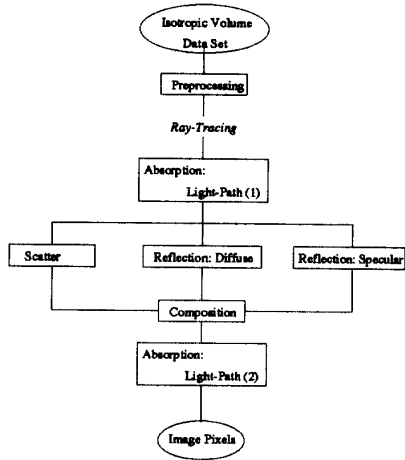 Isotropic Volume
Data Set
Preprocessing
Ray-Tracing
Absorption:
Light-Path (1)
Scatter
Reflection: Diffuse
Reflection: Specular
Composition
Absorption:
Light-Path (2)
Image Pixels